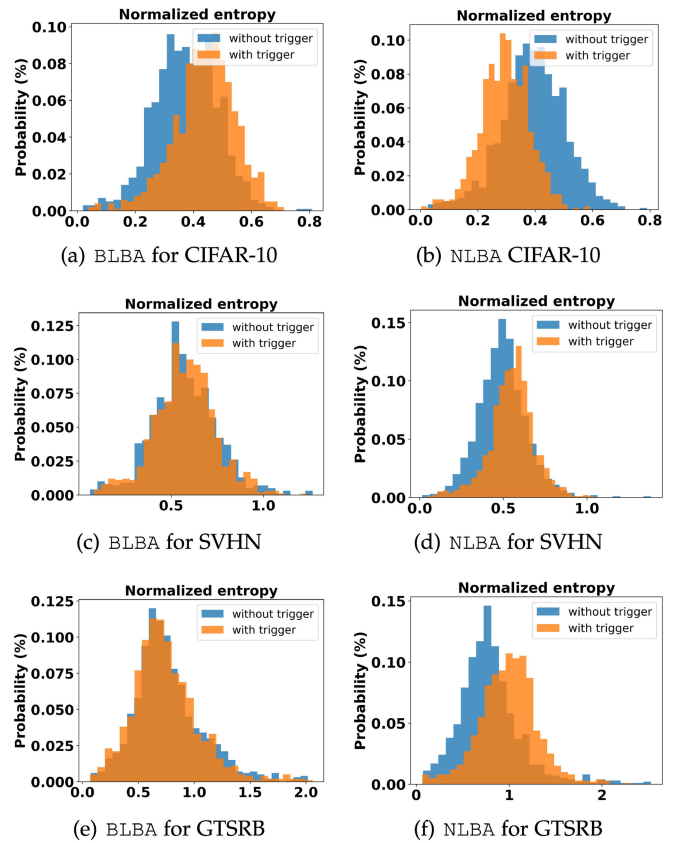 Normalized entropy
Probability (%)
0.10
0.08
0.06
0.04
0.02
0.00
0.0 0.2 0.4 0.6 0.8
without trigger
with trigger
(a) BLBA for CIFAR-10
Normalized entropy
Probability (%)
0.10
0.08
0.06
0.04
0.02
0.00
0.0 0.2 0.4 0.6 0.8
without trigger
with trigger
(b) NLBA CIFAR-10
Normalized entropy
Probability (%)
0.125
0.100
0.075
0.050
0.025
0.000
0.5 1.0
without trigger
with trigger
(c) BLBA for SVHN
Normalized entropy
Probability (%)
0.15
0.10
0.05
0.00
0.0 0.5 1.0
without trigger
with trigger
(d) NLBA for SVHN
Normalized entropy
Probability (%)
0.125
0.100
0.075
0.050
0.025
0.000
0.0 0.5 1.0 1.5 2.0
without trigger
with trigger
(e) BLBA for GTSRB
Normalized entropy
Probability (%)
0.15
0.10
0.05
0.00
0 1 2
without trigger
with trigger
(f) NLBA for GTSRB